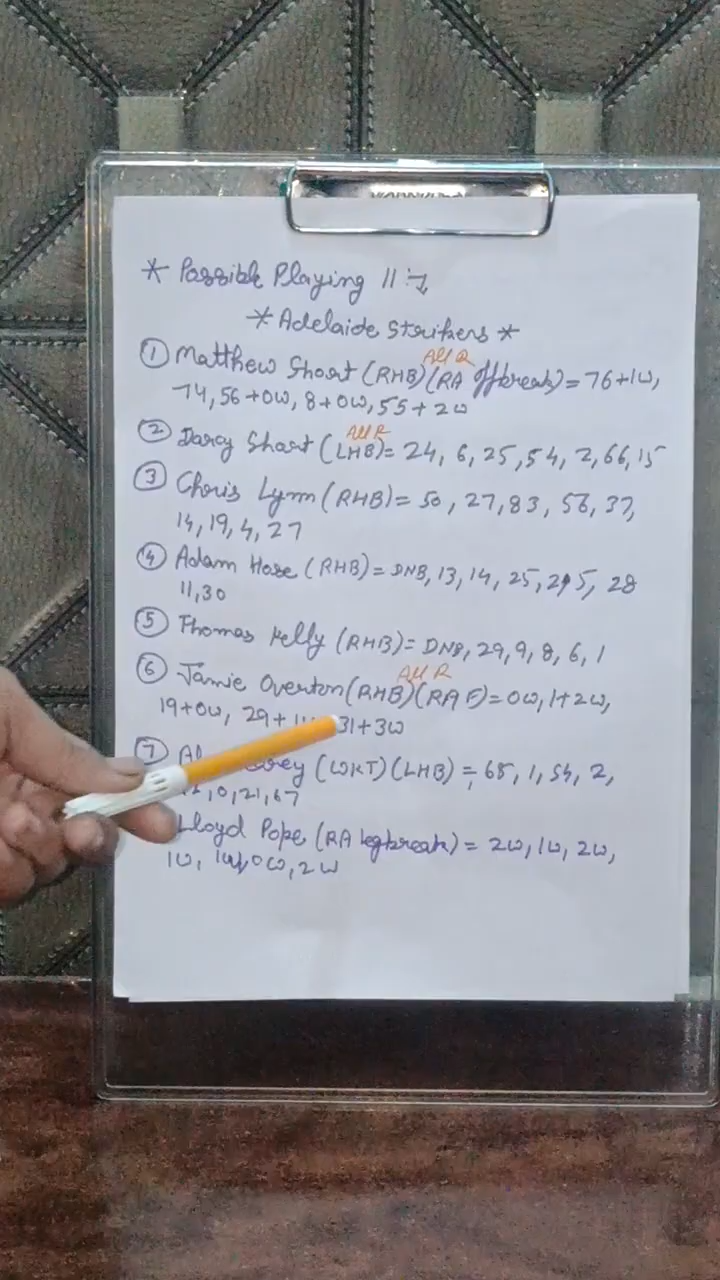 * Possible Playing 11 :-
* Adelaide Strikers *
All R
① Matthew Short (RHB) (RA offbreak) = 76+1w,
74, 56+0w, 8+0w, 55+2w
All R
② Darcy Short (LHB) = 24, 6, 25, 54, 2, 66, 15
③ Chris Lynn (RHB) = 50, 27, 83, 56, 37,
14, 19, 4, 27
④ Adam Hose (RHB) = DNB, 13, 14, 25, 5, 28
11, 30
⑤ Thomas Kelly (RHB) = DNB, 29, 9, 8, 6, 1
All R
⑥ Jamie Overton (RHB) (RA F) = 0w, 1+2w,
19+0w, 29+ 31+3w
⑦ (WKT) (LHB) = 68, 1, 54, 2,
0, 21, 67
Lloyd Pope (RA legbreak) = 2w, 1w, 2w,
1w, 0w, 2w